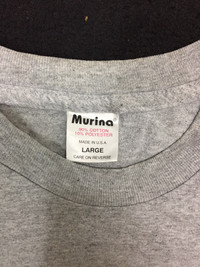 Murina
90% COTTON
10% POLYESTER
MADE IN U.S.A
LARGE
CARE ON REVERSE